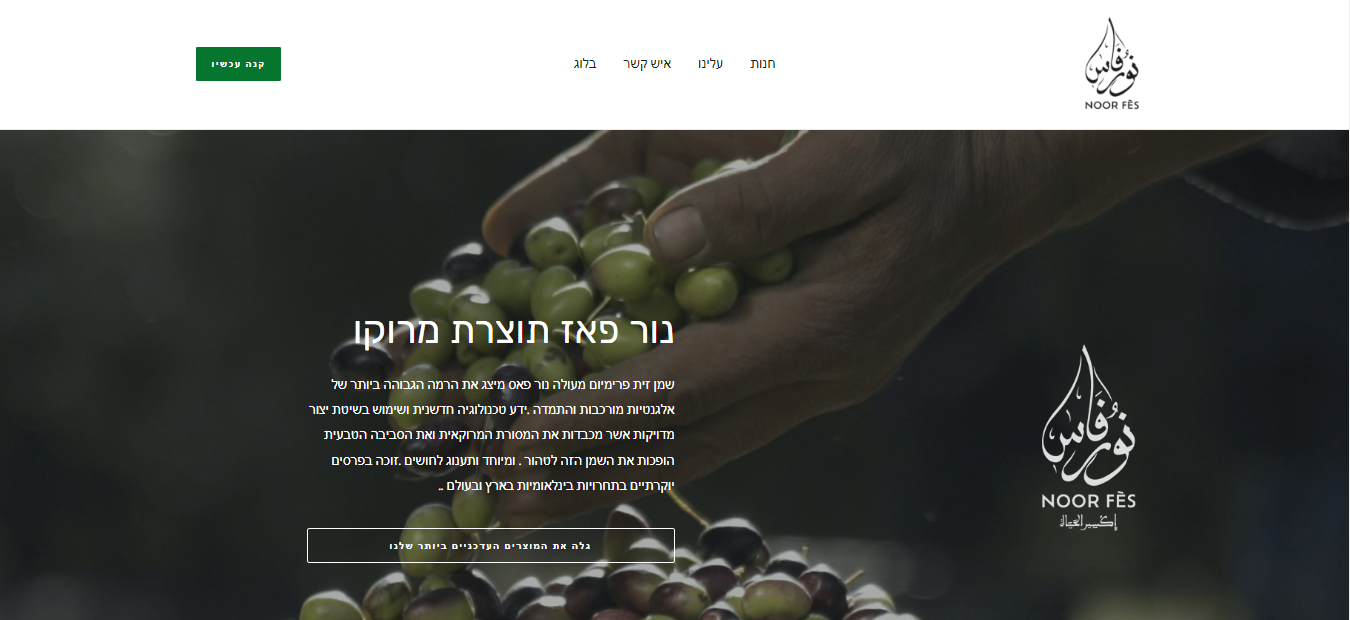 نور فاس
NOOR FÈS
חנות
עלינו
איש קשר
בלוג
קנה עכשיו
נור פאז תוצרת מרוקו
שמן זית פרימיום מעולה נור פאס מיצג את הרמה הגבוהה ביותר של
אלגנטיות מורכבות והתמדה .ידע טכנולוגיה חדשנית ושימוש בשיטת יצור
מדויקות אשר מכבדות את המסורת המרוקאית ואת הסביבה הטבעית
הופכות את השמן הזה לטהור . ומיוחד ותענוג לחושים .זוכה בפרסים
יוקרתיים בתחרויות בינלאומיות בארץ ובעולם ..
גלה את המוצרים העדכניים ביותר שלנו
نور فاس
NOOR FÈS
إكسير الحياة